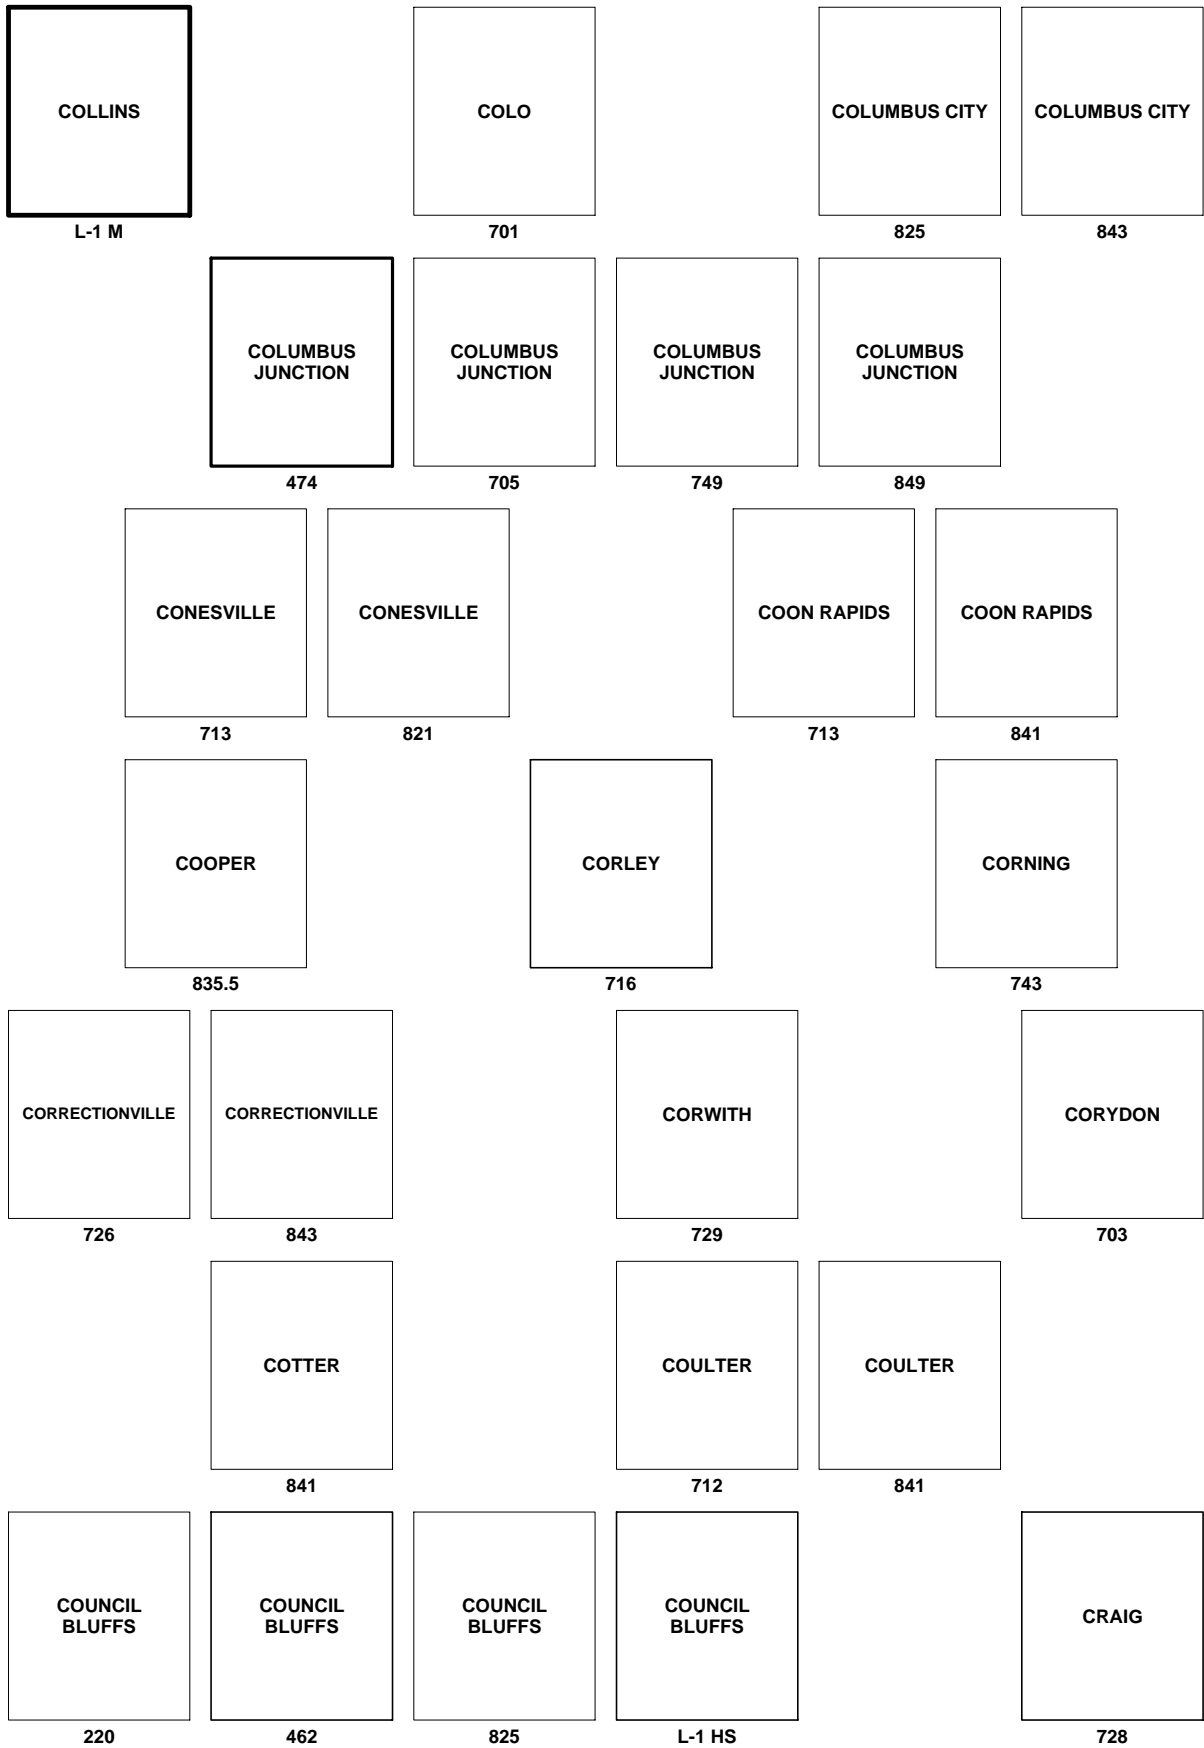 COLLINS
L-1 M
COLO
701
COLUMBUS CITY
825
COLUMBUS CITY
843
COLUMBUS
JUNCTION
474
COLUMBUS
JUNCTION
705
COLUMBUS
JUNCTION
749
COLUMBUS
JUNCTION
849
CONESVILLE
713
CONESVILLE
821
COON RAPIDS
713
COON RAPIDS
841
COOPER
835.5
CORLEY
716
CORNING
743
CORRECTIONVILLE
726
CORRECTIONVILLE
843
CORWITH
729
CORYDON
703
COTTER
841
COULTER
712
COULTER
841
COUNCIL
BLUFFS
220
COUNCIL
BLUFFS
462
COUNCIL
BLUFFS
825
COUNCIL
BLUFFS
L-1 HS
CRAIG
728